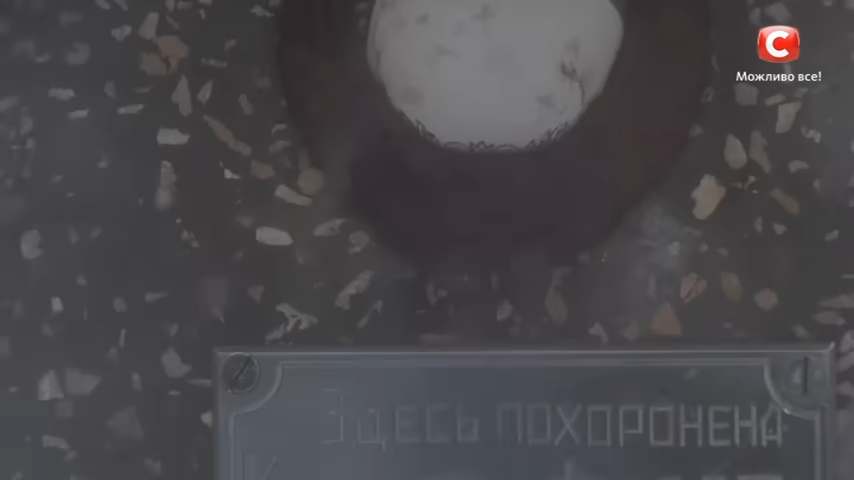 С
Можливо все!
Здесь похоронена